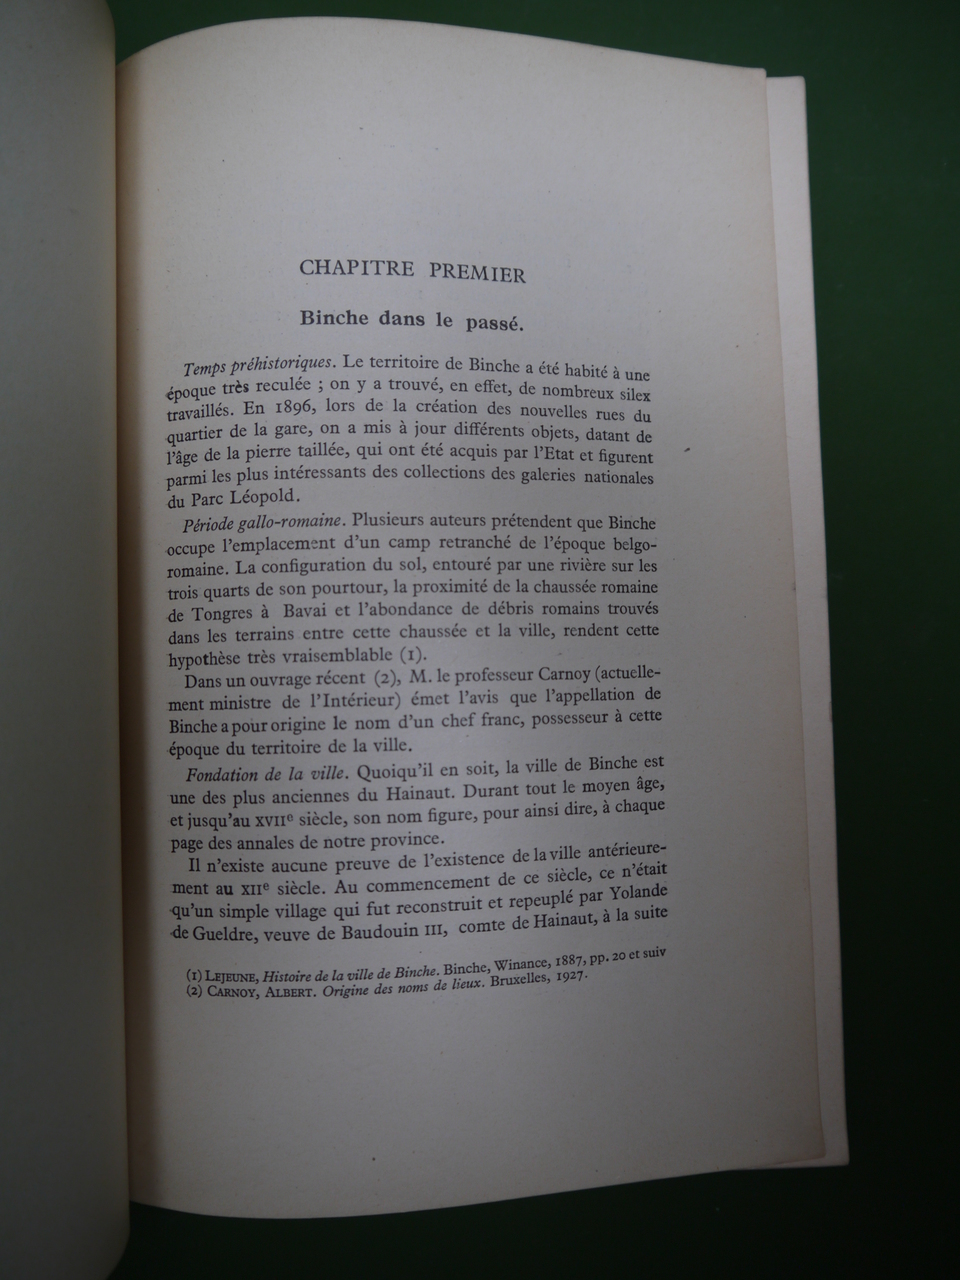 CHAPITRE PREMIER
Binche dans le passé.
Temps préhistoriques. Le territoire de Binche a été habité à une
époque très reculée ; on y a trouvé, en effet, de nombreux silex
travaillés. En 1896, lors de la création des nouvelles rues du
quartier de la gare, on a mis à jour différents objets, datant de
l'âge de la pierre taillée, qui ont été acquis par l'Etat et figurent
parmi les plus intéressants des collections des galeries nationales
du Parc Léopold.
Période gallo-romaine. Plusieurs auteurs prétendent que Binche
occupe l'emplacement d'un camp retranché de l'époque belgo-
romaine. La configuration du sol, entouré par une rivière sur les
trois quarts de son pourtour, la proximité de la chaussée romaine
de Tongres à Bavai et l'abondance de débris romains trouvés
dans les terrains entre cette chaussée et la ville, rendent cette
hypothèse très vraisemblable (1).
Dans un ouvrage récent (2), M. le professeur Carnoy (actuelle-
ment ministre de l'Intérieur) émet l'avis que l'appellation de
Binche a pour origine le nom d'un chef franc, possesseur à cette
époque du territoire de la ville.
Fondation de la ville. Quoiqu'il en soit, la ville de Binche est
une des plus anciennes du Hainaut. Durant tout le moyen âge,
et jusqu'au XVIIe siècle, son nom figure, pour ainsi dire, à chaque
page des annales de notre province.
Il n'existe aucune preuve de l'existence de la ville antérieure-
ment au XIIe siècle. Au commencement de ce siècle, ce n'était
qu'un simple village qui fut reconstruit et repeuplé par Yolande
de Gueldre, veuve de Baudouin III, comte de Hainaut, à la suite
(1) LEJEUNE, Histoire de la ville de Binche. Binche, Winance, 1887, pp. 20 et suiv
(2) CARNOY, ALBERT. Origine des noms de lieux. Bruxelles, 1927.